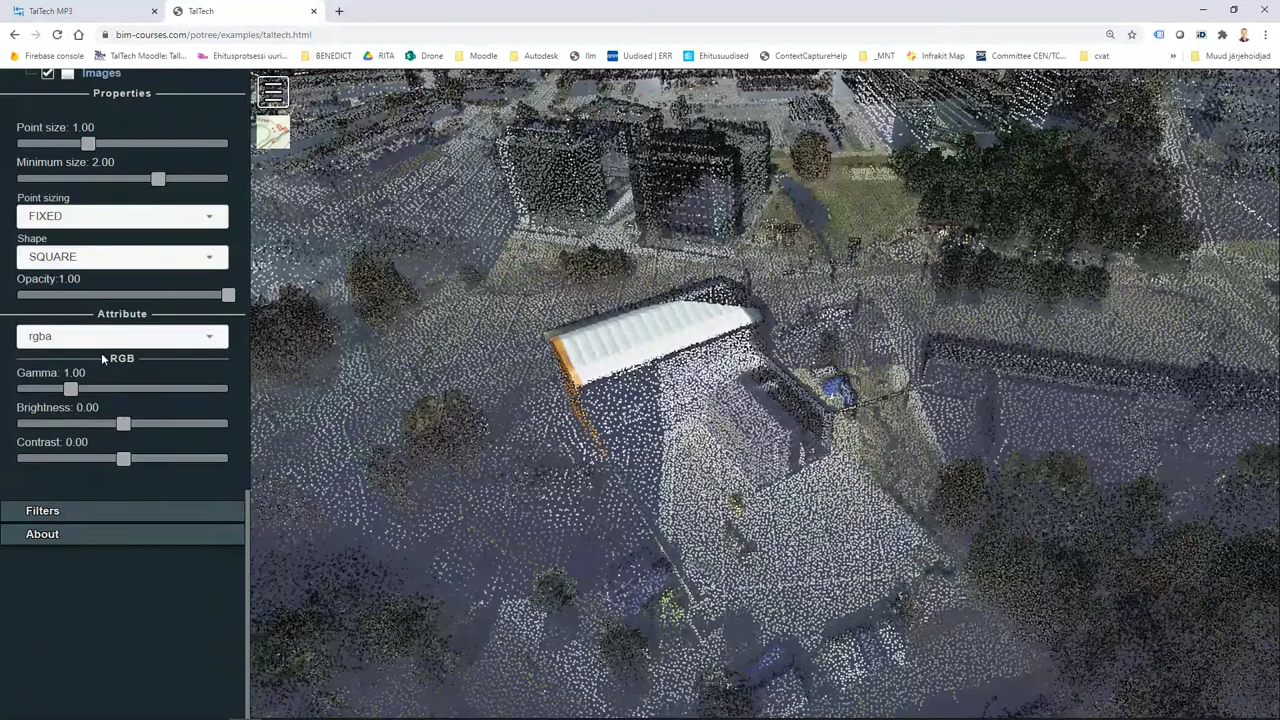 TalTech MP3
TalTech
bim-courses.com/potree/examples/taltech.html
Firebase console
TalTech Moodle: Tall...
Ehitusprotsessi uuri...
BENEDICT
RITA
Drone
Moodle
Autodesk
llm
Uudised | ERR
Ehitusuudised
ContextCaptureHelp
_MNT
Infrakit Map
Committee CEN/TC...
cvat
»
Muud järjehoidjad
Images
Properties
Point size: 1.00
Minimum size: 2.00
Point sizing
FIXED
Shape
SQUARE
Opacity:1.00
Attribute
rgba
RGB
Gamma: 1.00
Brightness: 0.00
Contrast: 0.00
Filters
About